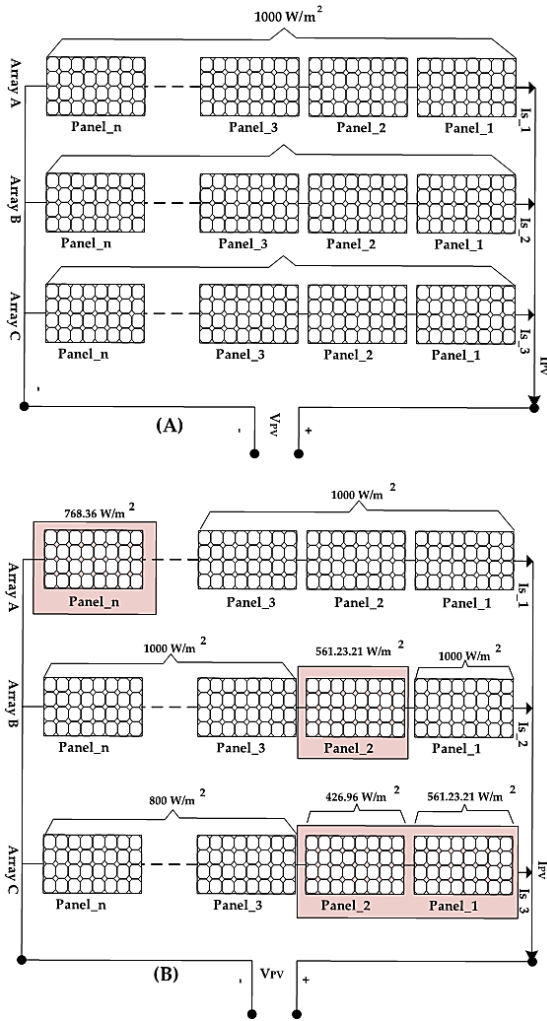 1000 W/m²
Array A
Panel_n Panel_3 Panel_2 Panel_1
Is_1
Array B
Panel_n Panel_3 Panel_2 Panel_1
Is_2
Array C
Panel_n Panel_3 Panel_2 Panel_1
Is_3
IPV
-
(A)
- VPV +
768.36 W/m²
1000 W/m²
Array A
Panel_n Panel_3 Panel_2 Panel_1
Is_1
1000 W/m² 561.23.21 W/m² 1000 W/m²
Array B
Panel_n Panel_3 Panel_2 Panel_1
Is_2
800 W/m² 426.96 W/m² 561.23.21 W/m²
Array C
Panel_n Panel_3 Panel_2 Panel_1
Is_3
IPV
(B)
- VPV +